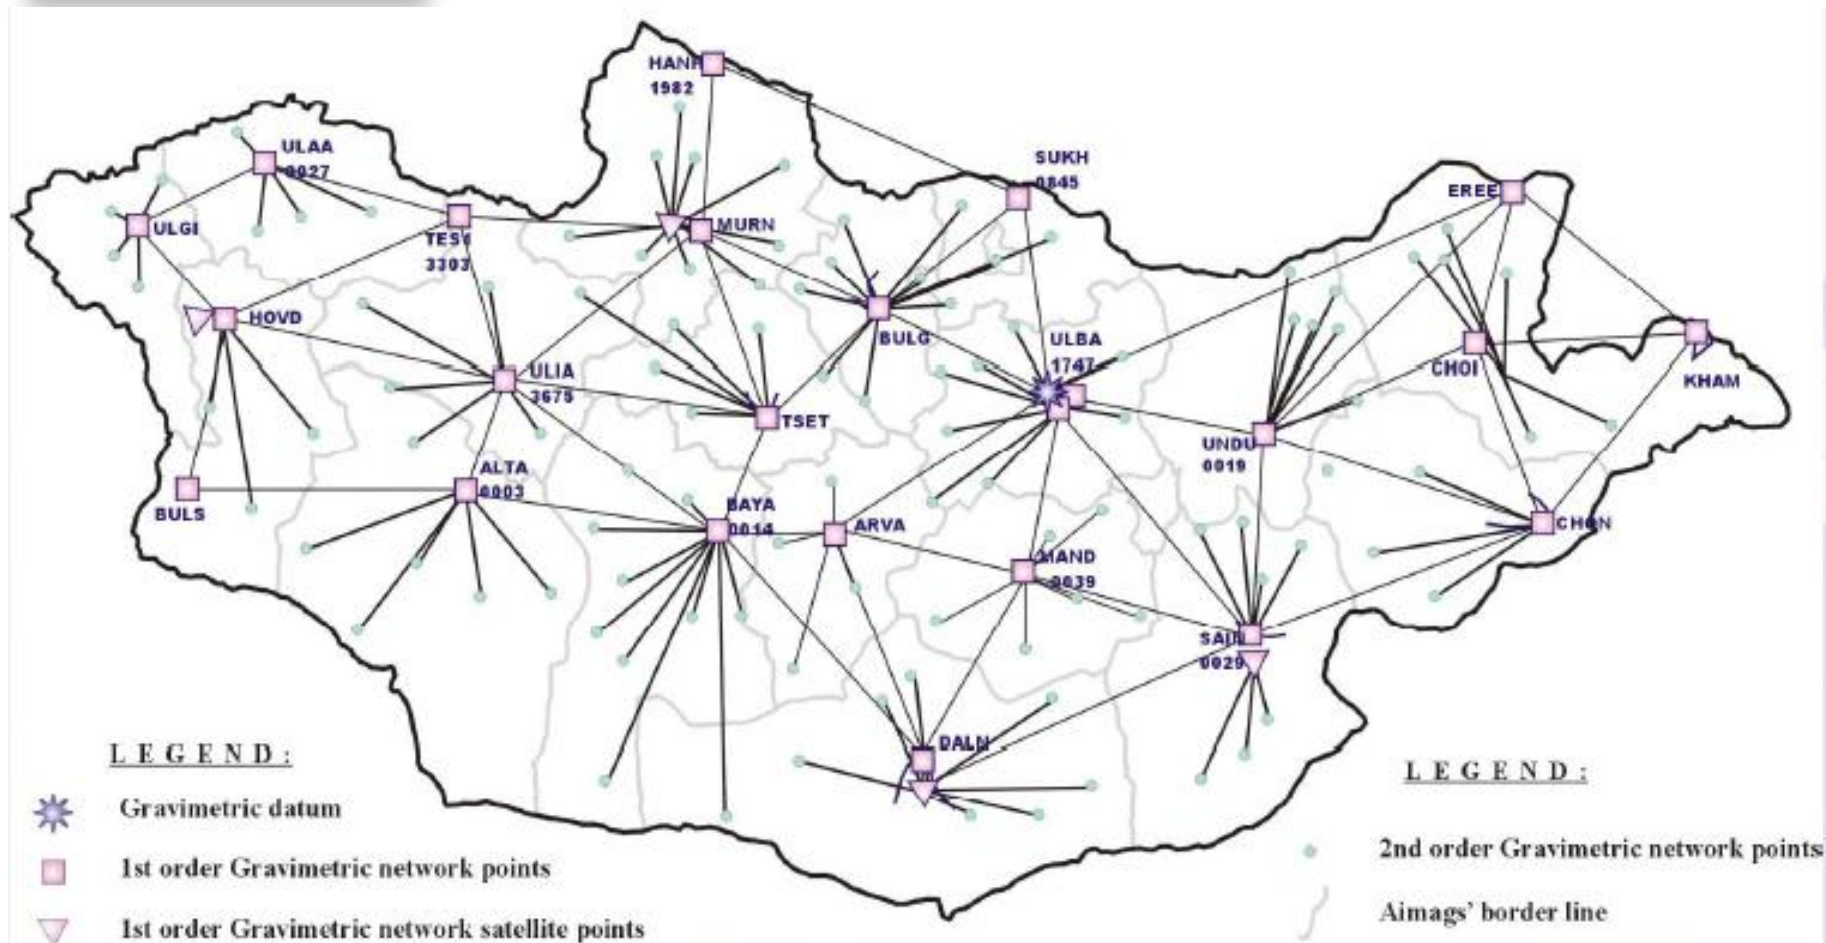 HANH
1982
ULAA
0027
SUKH
0845
EREE
ULGI
MURN
TES1
3303
HOVD
BULG
ULBA
1747
ULIA
3675
CHOI
KHAM
TSET
UNDU
0019
ALTA
0003
BULS
BAYA
0014
ARVA
CHON
MAND
0039
SAIN
0029
DALN
LEGEND:
Gravimetric datum
1st order Gravimetric network points
1st order Gravimetric network satellite points
LEGEND:
2nd order Gravimetric network points
Aimags' border line